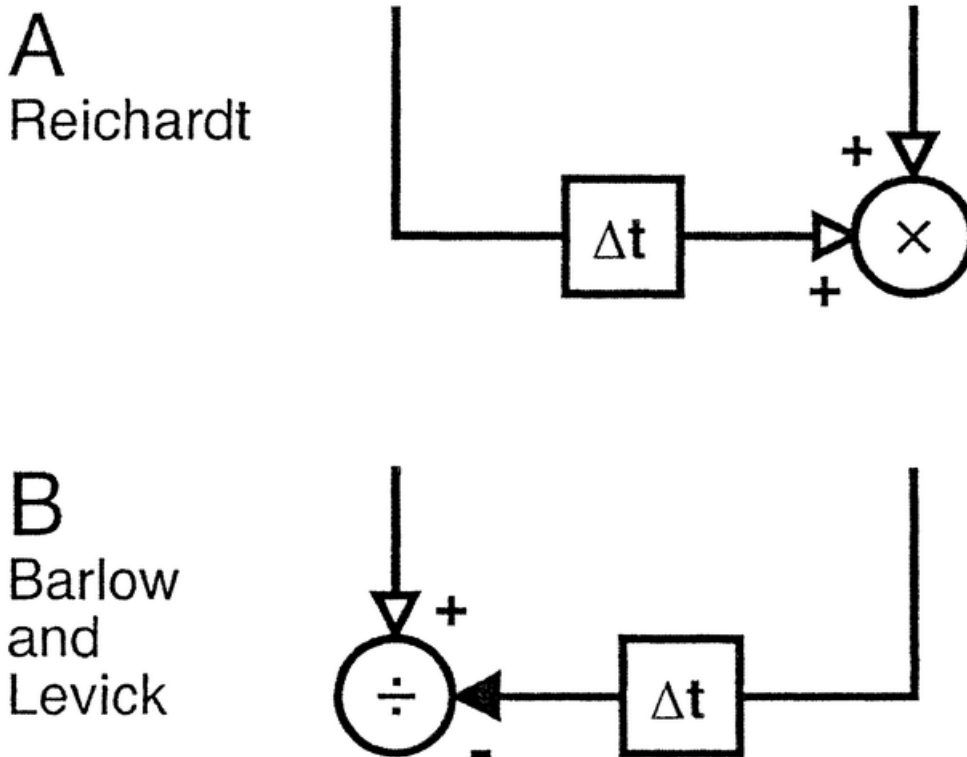 A
Reichardt
+
Δt
×
+
B
Barlow
and
Levick
+
÷
Δt
-